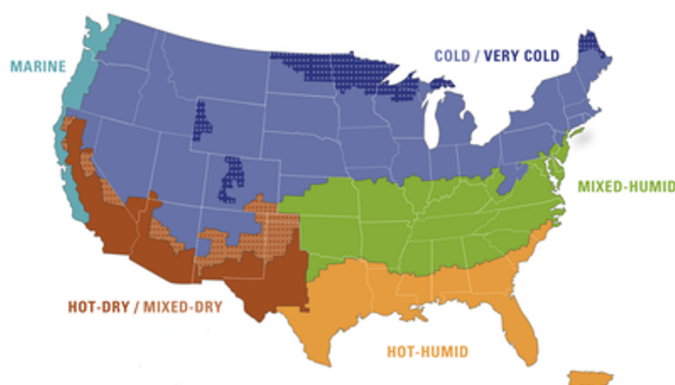 COLD / VERY COLD
MARINE
MIXED-HUMID
HOT-DRY / MIXED-DRY
HOT-HUMID